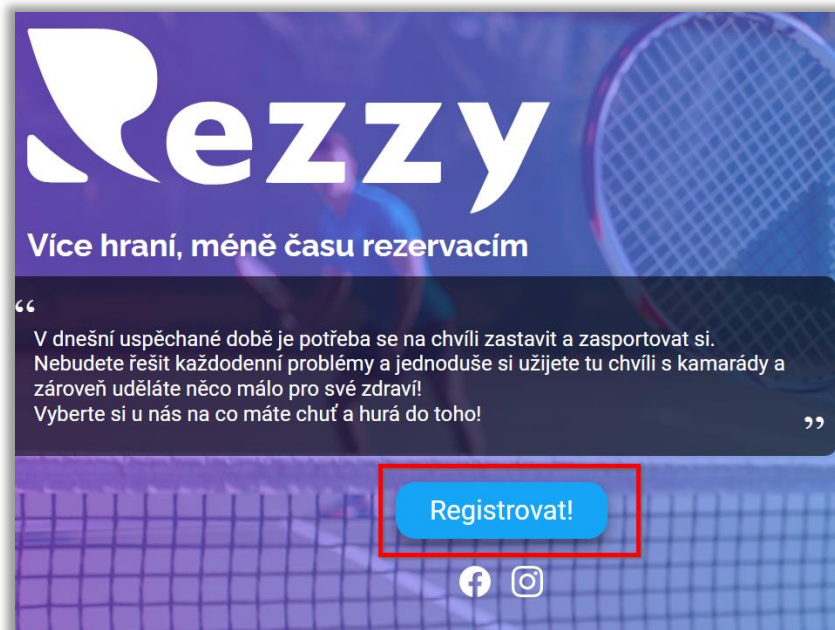 Rezzy
Více hraní, méně času rezervacím
“
V dnešní uspěchané době je potřeba se na chvíli zastavit a zasportovat si.
Nebudete řešit každodenní problémy a jednoduše si užijete tu chvíli s kamarády a
zároveň uděláte něco málo pro své zdraví!
Vyberte si u nás na co máte chuť a hurá do toho!
”
Registrovat!